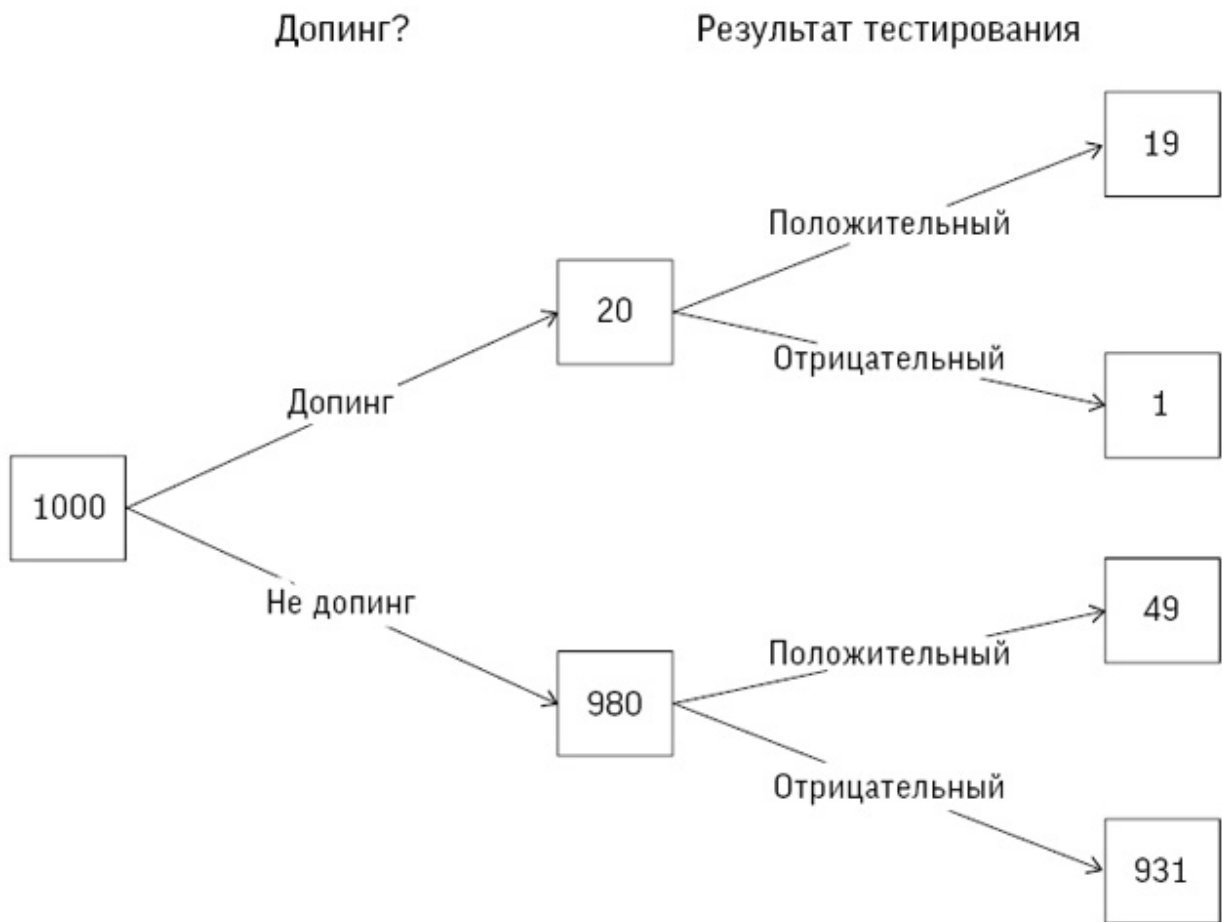 Допинг?
Результат тестирования
19
Положительный
20
Отрицательный
Допинг
1
1000
Не допинг
49
Положительный
980
Отрицательный
931